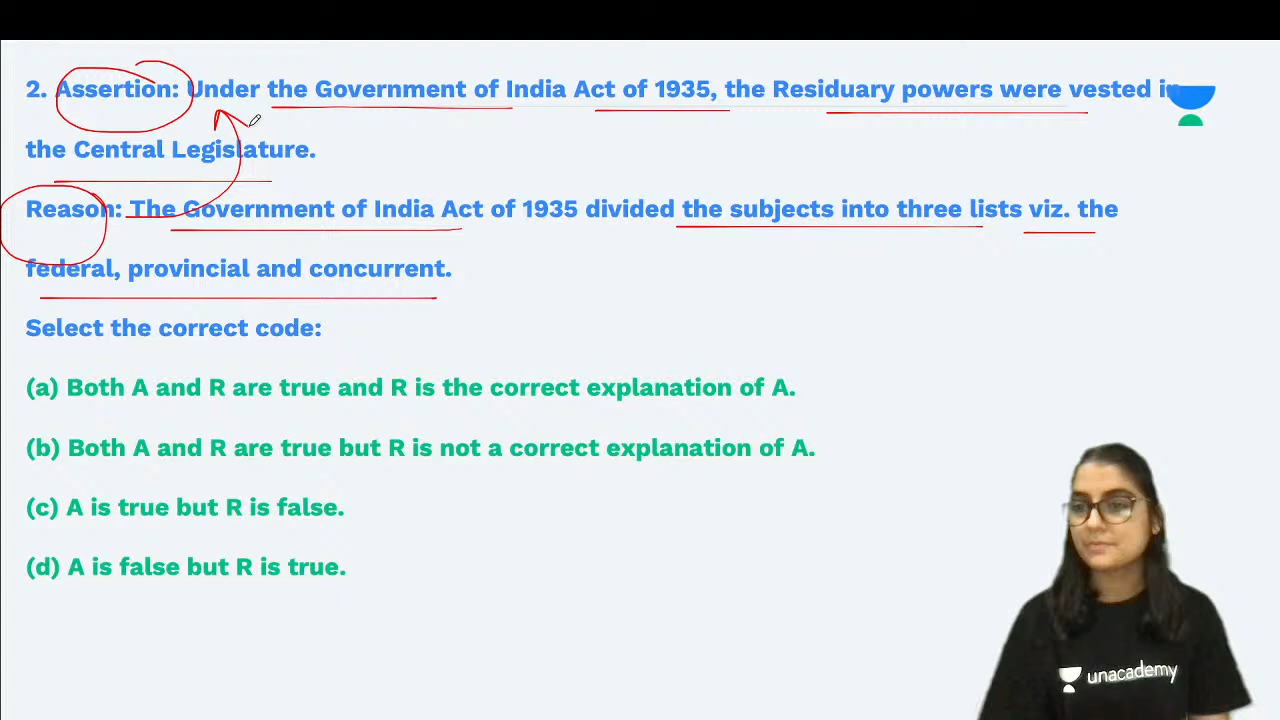 2. Assertion: Under the Government of India Act of 1935, the Residuary powers were vested in
the Central Legislature.
Reason: The Government of India Act of 1935 divided the subjects into three lists viz. the
federal, provincial and concurrent.
Select the correct code:
(a) Both A and R are true and R is the correct explanation of A.
(b) Both A and R are true but R is not a correct explanation of A.
(c) A is true but R is false.
(d) A is false but R is true.
unacademy